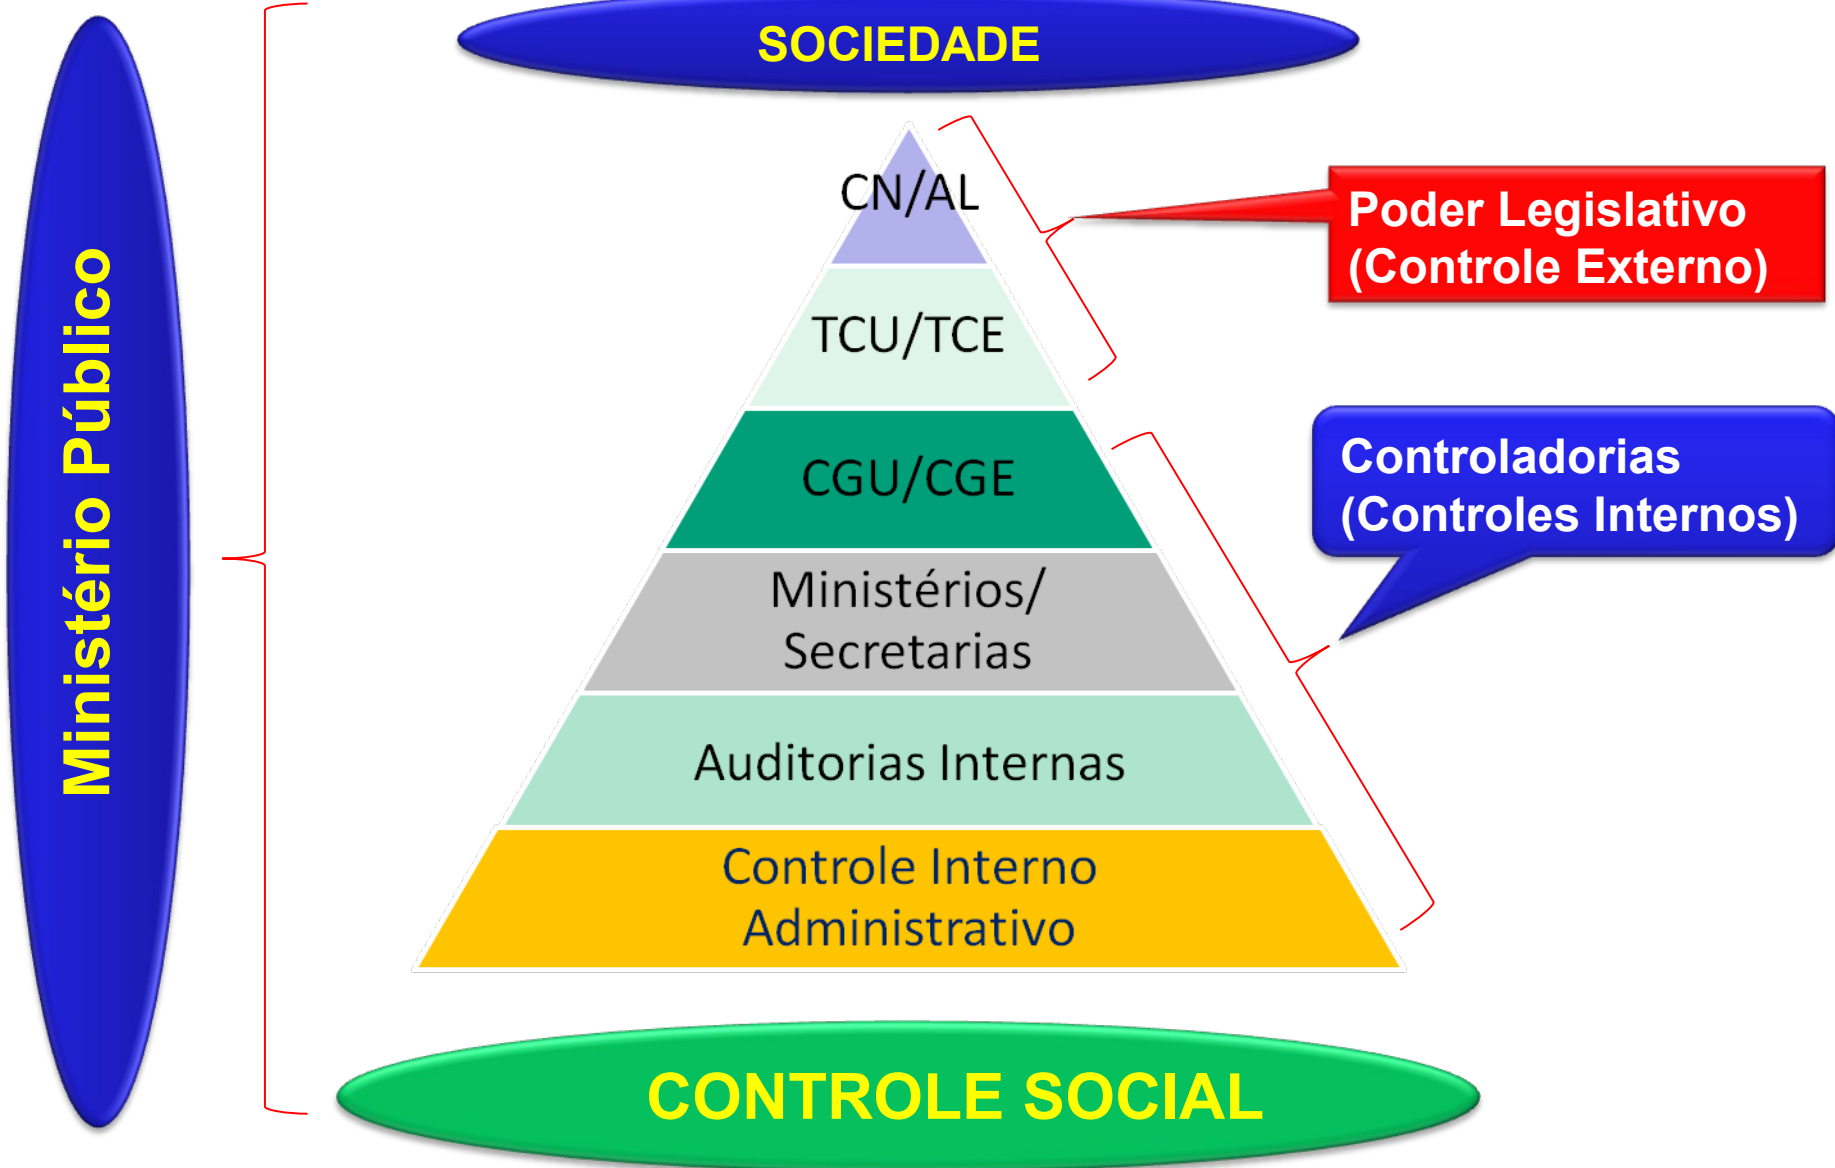 SOCIEDADE
Ministério Público
CN/AL
Poder Legislativo
(Controle Externo)
TCU/TCE
CGU/CGE
Controladorias
(Controles Internos)
Ministérios/
Secretarias
Auditorias Internas
Controle Interno
Administrativo
CONTROLE SOCIAL